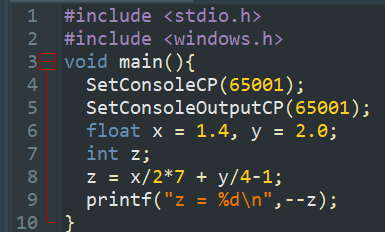 1 #include <stdio.h>
2 #include <windows.h>
3 void main(){
4 SetConsoleCP(65001);
5 SetConsoleOutputCP(65001);
6 float x = 1.4, y = 2.0;
7 int z;
8 z = x/2*7 + y/4-1;
9 printf("z = %d\n",--z);
10 }